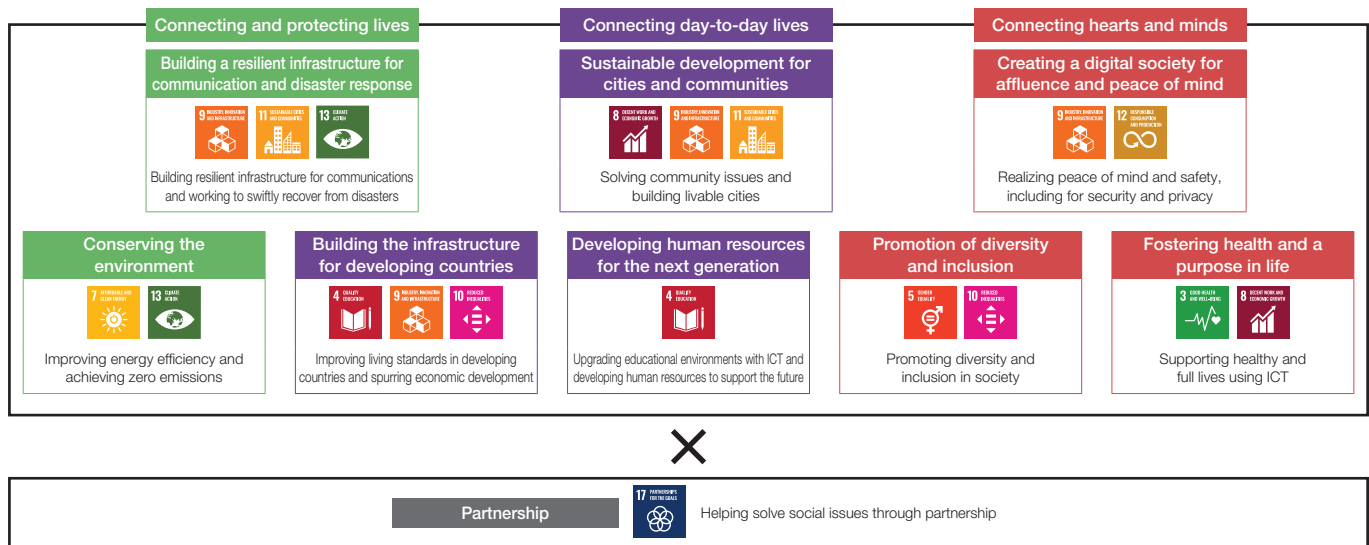 Connecting and protecting lives
Connecting day-to-day lives
Connecting hearts and minds
Building a resilient infrastructure for
communication and disaster response
9 INDUSTRY, INNOVATION
AND INFRASTRUCTURE
11 SUSTAINABLE CITIES
AND COMMUNITIES
13 CLIMATE
ACTION
Building resilient infrastructure for communications
and working to swiftly recover from disasters
Sustainable development for
cities and communities
8 DECENT WORK AND
ECONOMIC GROWTH
9 INDUSTRY, INNOVATION
AND INFRASTRUCTURE
11 SUSTAINABLE CITIES
AND COMMUNITIES
Solving community issues and
building livable cities
Creating a digital society for
affluence and peace of mind
9 INDUSTRY, INNOVATION
AND INFRASTRUCTURE
12 RESPONSIBLE
CONSUMPTION
AND PRODUCTION
Realizing peace of mind and safety,
including for security and privacy
Conserving the
environment
7 AFFORDABLE AND
CLEAN ENERGY
13 CLIMATE
ACTION
Improving energy efficiency and
achieving zero emissions
Building the infrastructure
for developing countries
4 QUALITY
EDUCATION
9 INDUSTRY, INNOVATION
AND INFRASTRUCTURE
10 REDUCED
INEQUALITIES
Improving living standards in developing
countries and spurring economic development
Developing human resources
for the next generation
4 QUALITY
EDUCATION
Upgrading educational environments with ICT and
developing human resources to support the future
Promotion of diversity
and inclusion
5 GENDER
EQUALITY
10 REDUCED
INEQUALITIES
Promoting diversity and
inclusion in society
Fostering health and a
purpose in life
3 GOOD HEALTH
AND WELL-BEING
8 DECENT WORK AND
ECONOMIC GROWTH
Supporting healthy and
full lives using ICT
Partnership
17 PARTNERSHIPS
FOR THE GOALS
Helping solve social issues through partnership